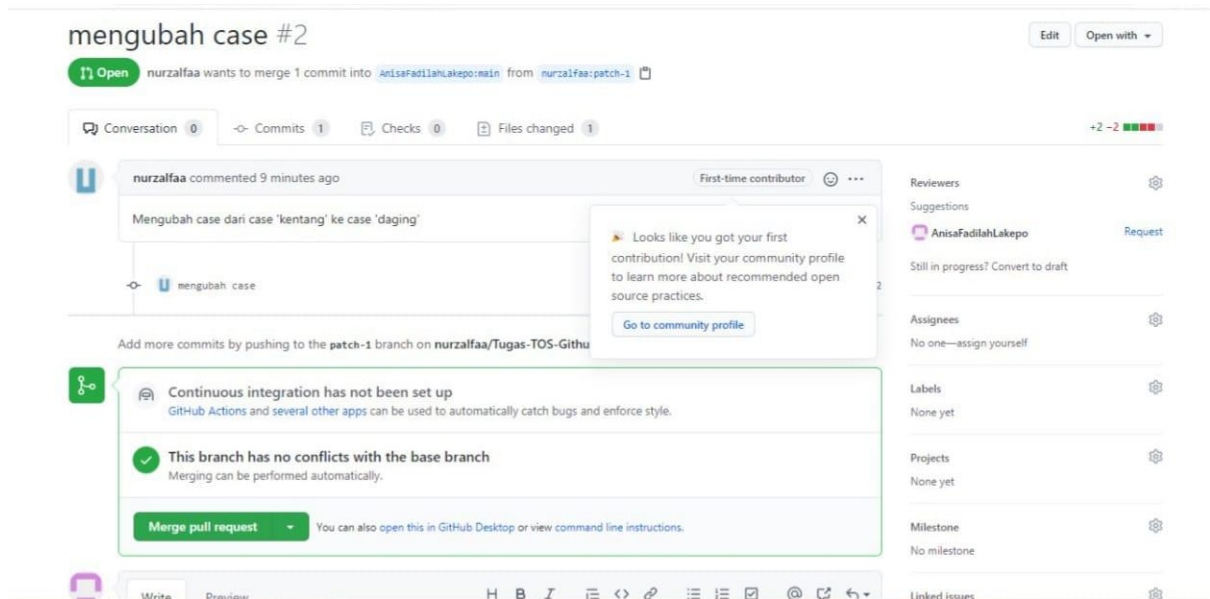 mengubah case #2
Edit
Open with
Open
nurzalfaa wants to merge 1 commit into AnisaFadilahLakepo:main from nurzalfaa:patch-1
Conversation 0
Commits 1
Checks 0
Files changed 1
+2 −2
nurzalfaa commented 9 minutes ago
First-time contributor
Mengubah case dari case 'kentang' ke case 'daging'
Looks like you got your first
contribution! Visit your community profile
to learn more about recommended open
source practices.
Go to community profile
mengubah case
2
Add more commits by pushing to the patch-1 branch on nurzalfaa/Tugas-TOS-Githu
Continuous integration has not been set up
GitHub Actions and several other apps can be used to automatically catch bugs and enforce style.
This branch has no conflicts with the base branch
Merging can be performed automatically.
Merge pull request
You can also open this in GitHub Desktop or view command line instructions.
Write
Preview
H B I
Reviewers
Suggestions
AnisaFadilahLakepo
Request
Still in progress? Convert to draft
Assignees
No one—assign yourself
Labels
None yet
Projects
None yet
Milestone
No milestone
Linked issues